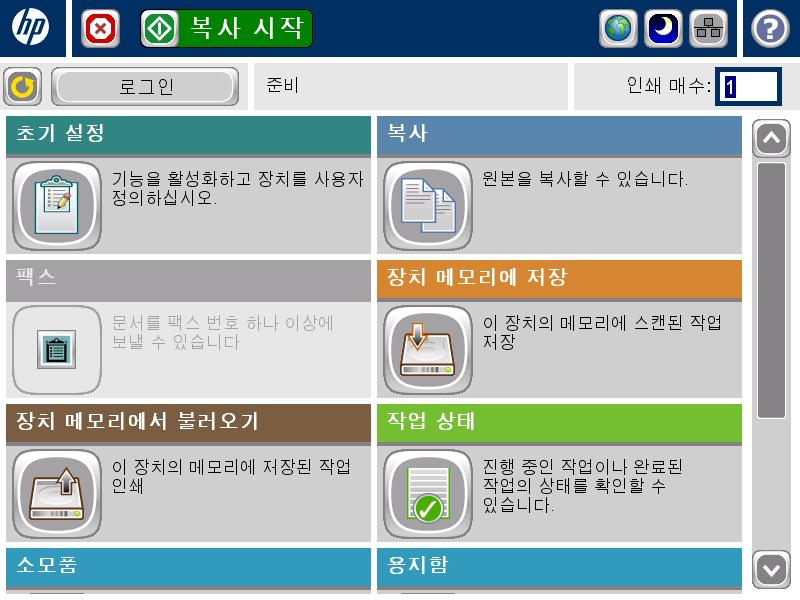 hp
복사 시작
?
로그인
준비
인쇄 매수: 1
초기 설정
기능을 활성화하고 장치를 사용자
정의하십시오.
복사
원본을 복사할 수 있습니다.
팩스
문서를 팩스 번호 하나 이상에
보낼 수 있습니다
장치 메모리에 저장
이 장치의 메모리에 스캔된 작업
저장
장치 메모리에서 불러오기
이 장치의 메모리에 저장된 작업
인쇄
작업 상태
진행 중인 작업이나 완료된
작업의 상태를 확인할 수
있습니다.
소모품
용지함